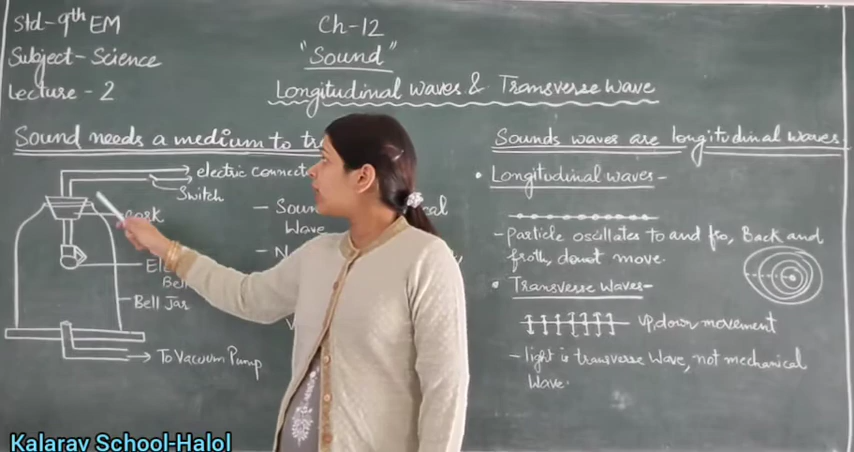 Std-9th EM
Subject-Science
Lecture-2
Ch-12
"Sound"
Longitudinal waves & Transverse wave
Sound needs a medium to
electric connect
Switch
cork
Bell Jar
To Vacuum Pump
Wave
Sounds waves are longitudinal waves.
• Longitudinal waves-
- particle oscillates to and fro, Back and
froth, donot move.
• Transverse Waves-
up, down movement
- light is transverse wave, not mechanical
wave.
Kalarav School-Halol